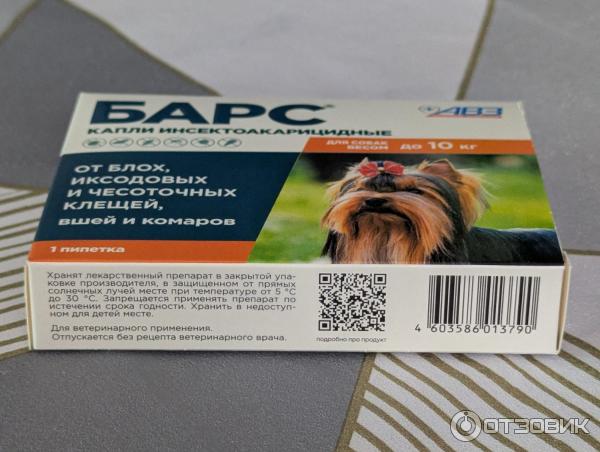 БАРС®
АВЗ
КАПЛИ ИНСЕКТОАКАРИЦИДНЫЕ
ДЛЯ СОБАК
ВЕСОМ
до 10 кг
ОТ БЛОХ,
ИКСОДОВЫХ
И ЧЕСОТОЧНЫХ
КЛЕЩЕЙ,
вшей и комаров
1 пипетка
Хранят лекарственный препарат в закрытой упа-
ковке производителя, в защищенном от прямых
солнечных лучей месте при температуре от 5 °С
до 30 °С. Запрещается применять препарат по
истечении срока годности. Хранить в недоступ-
ном для детей месте.
Для ветеринарного применения.
Отпускается без рецепта ветеринарного врача.
подробно про продукт
4 603586 013790
ОТЗОВИК